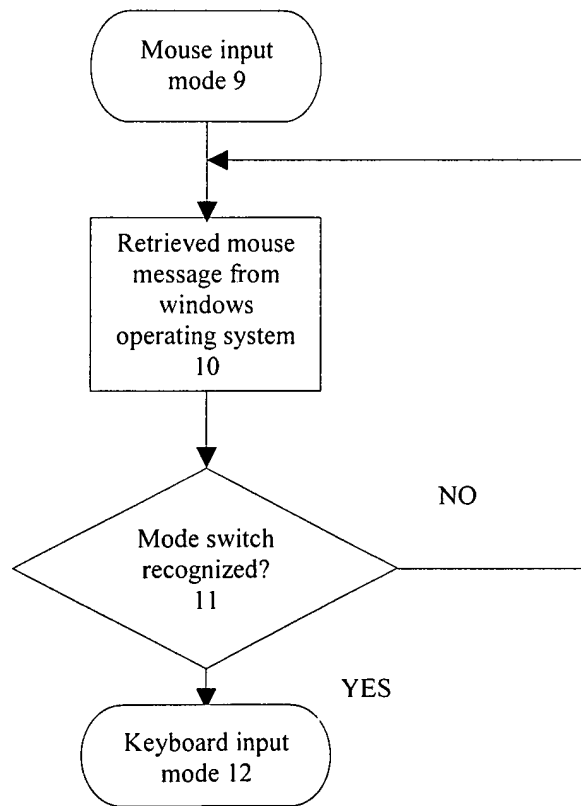 Mouse input
mode 9
Retrieved mouse
message from
windows
operating system
10
NO
Mode switch
recognized?
11
YES
Keyboard input
mode 12